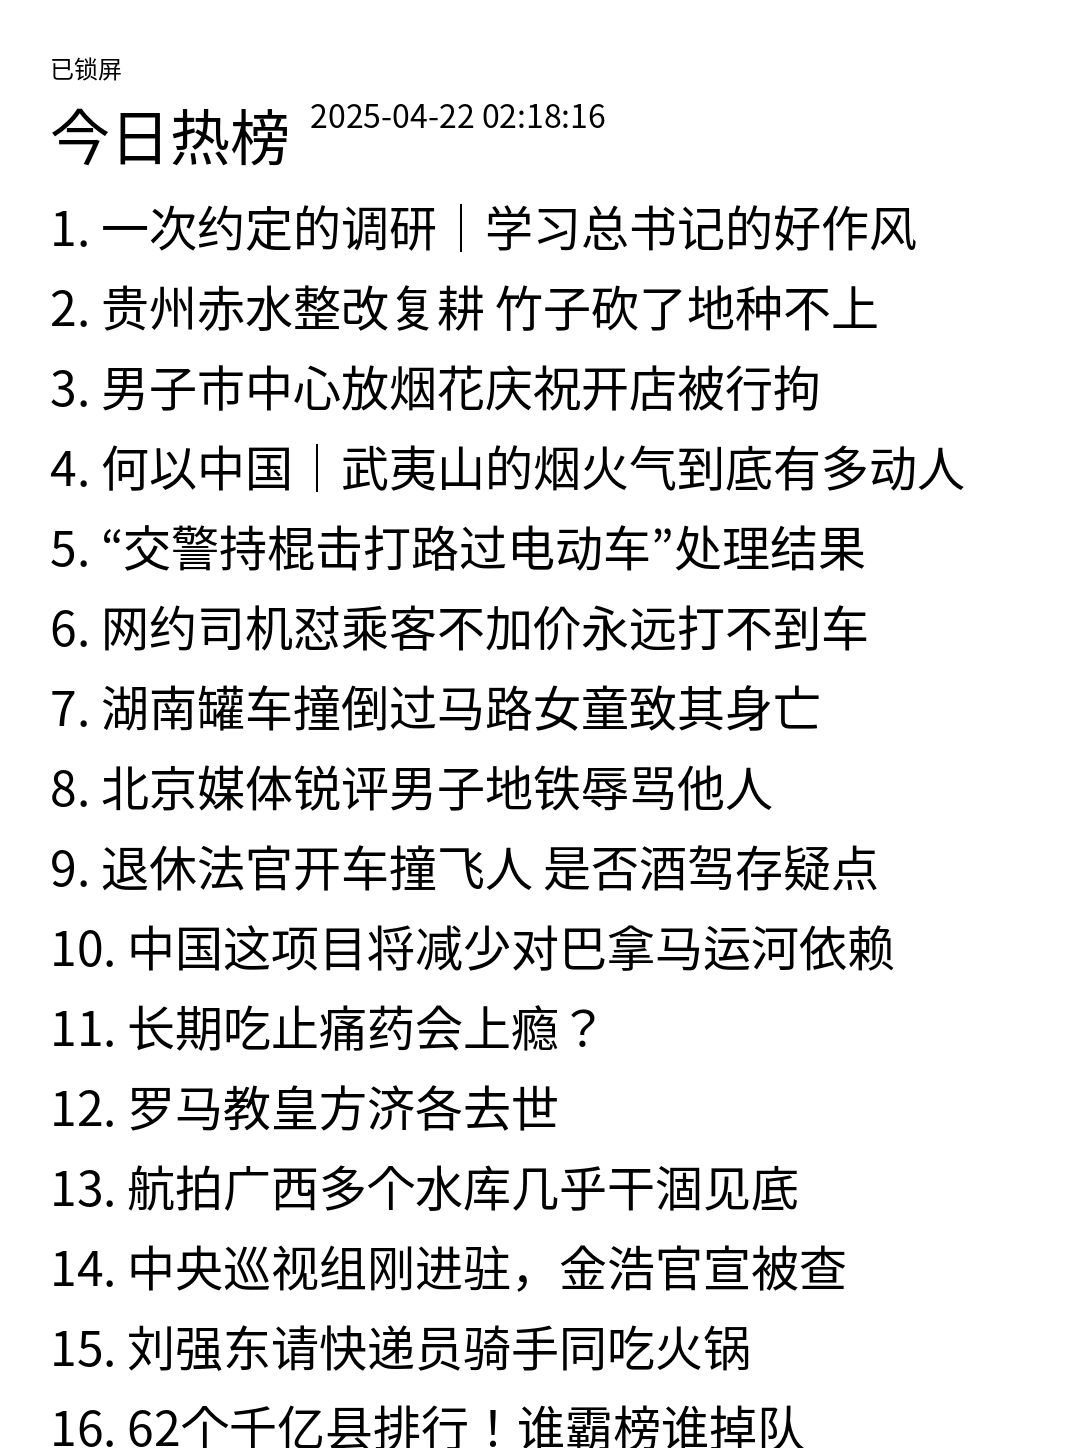 已锁屏
今日热榜 2025-04-22 02:18:16
1. 一次约定的调研｜学习总书记的好作风
2. 贵州赤水整改复耕 竹子砍了地种不上
3. 男子市中心放烟花庆祝开店被行拘
4. 何以中国｜武夷山的烟火气到底有多动人
5. “交警持棍击打路过电动车”处理结果
6. 网约司机怼乘客不加价永远打不到车
7. 湖南罐车撞倒过马路女童致其身亡
8. 北京媒体锐评男子地铁辱骂他人
9. 退休法官开车撞飞人 是否酒驾存疑点
10. 中国这项目将减少对巴拿马运河依赖
11. 长期吃止痛药会上瘾？
12. 罗马教皇方济各去世
13. 航拍广西多个水库几乎干涸见底
14. 中央巡视组刚进驻，金浩官宣被查
15. 刘强东请快递员骑手同吃火锅
16. 62个千亿县排行！谁霸榜谁掉队